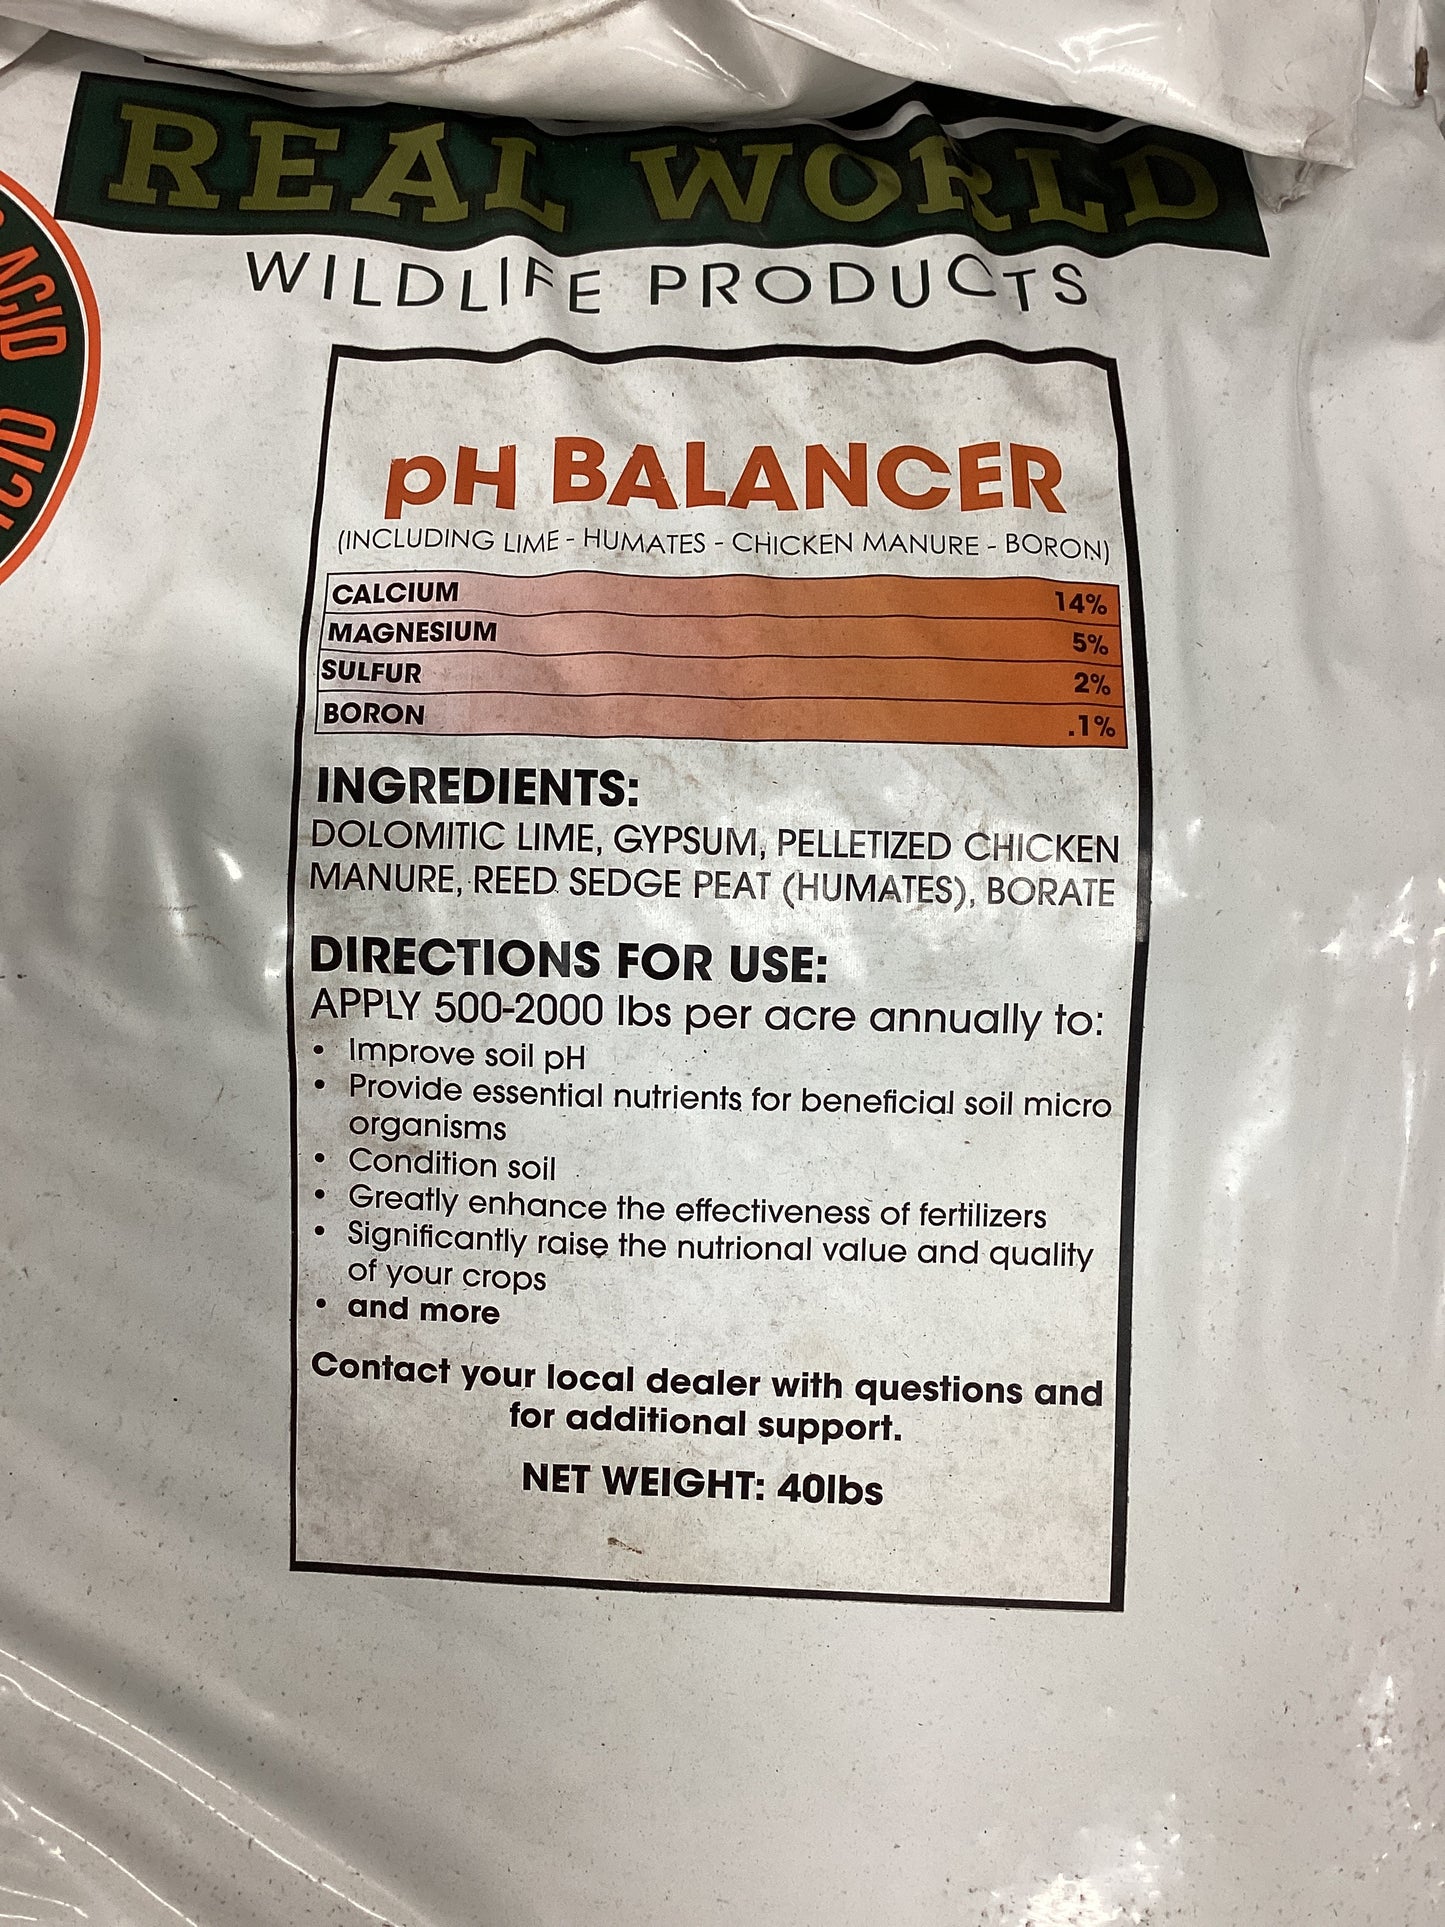 REAL WORLD
WILDLIFE PRODUCTS
ACID
pH BALANCER
(INCLUDING LIME - HUMATES - CHICKEN MANURE - BORON)
CALCIUM 14%
MAGNESIUM 5%
SULFUR 2%
BORON .1%
INGREDIENTS:
DOLOMITIC LIME, GYPSUM, PELLETIZED CHICKEN
MANURE, REED SEDGE PEAT (HUMATES), BORATE
DIRECTIONS FOR USE:
APPLY 500-2000 lbs per acre annually to:
• Improve soil pH
• Provide essential nutrients for beneficial soil micro
organisms
• Condition soil
• Greatly enhance the effectiveness of fertilizers
• Significantly raise the nutrional value and quality
of your crops
• and more
Contact your local dealer with questions and
for additional support.
NET WEIGHT: 40lbs